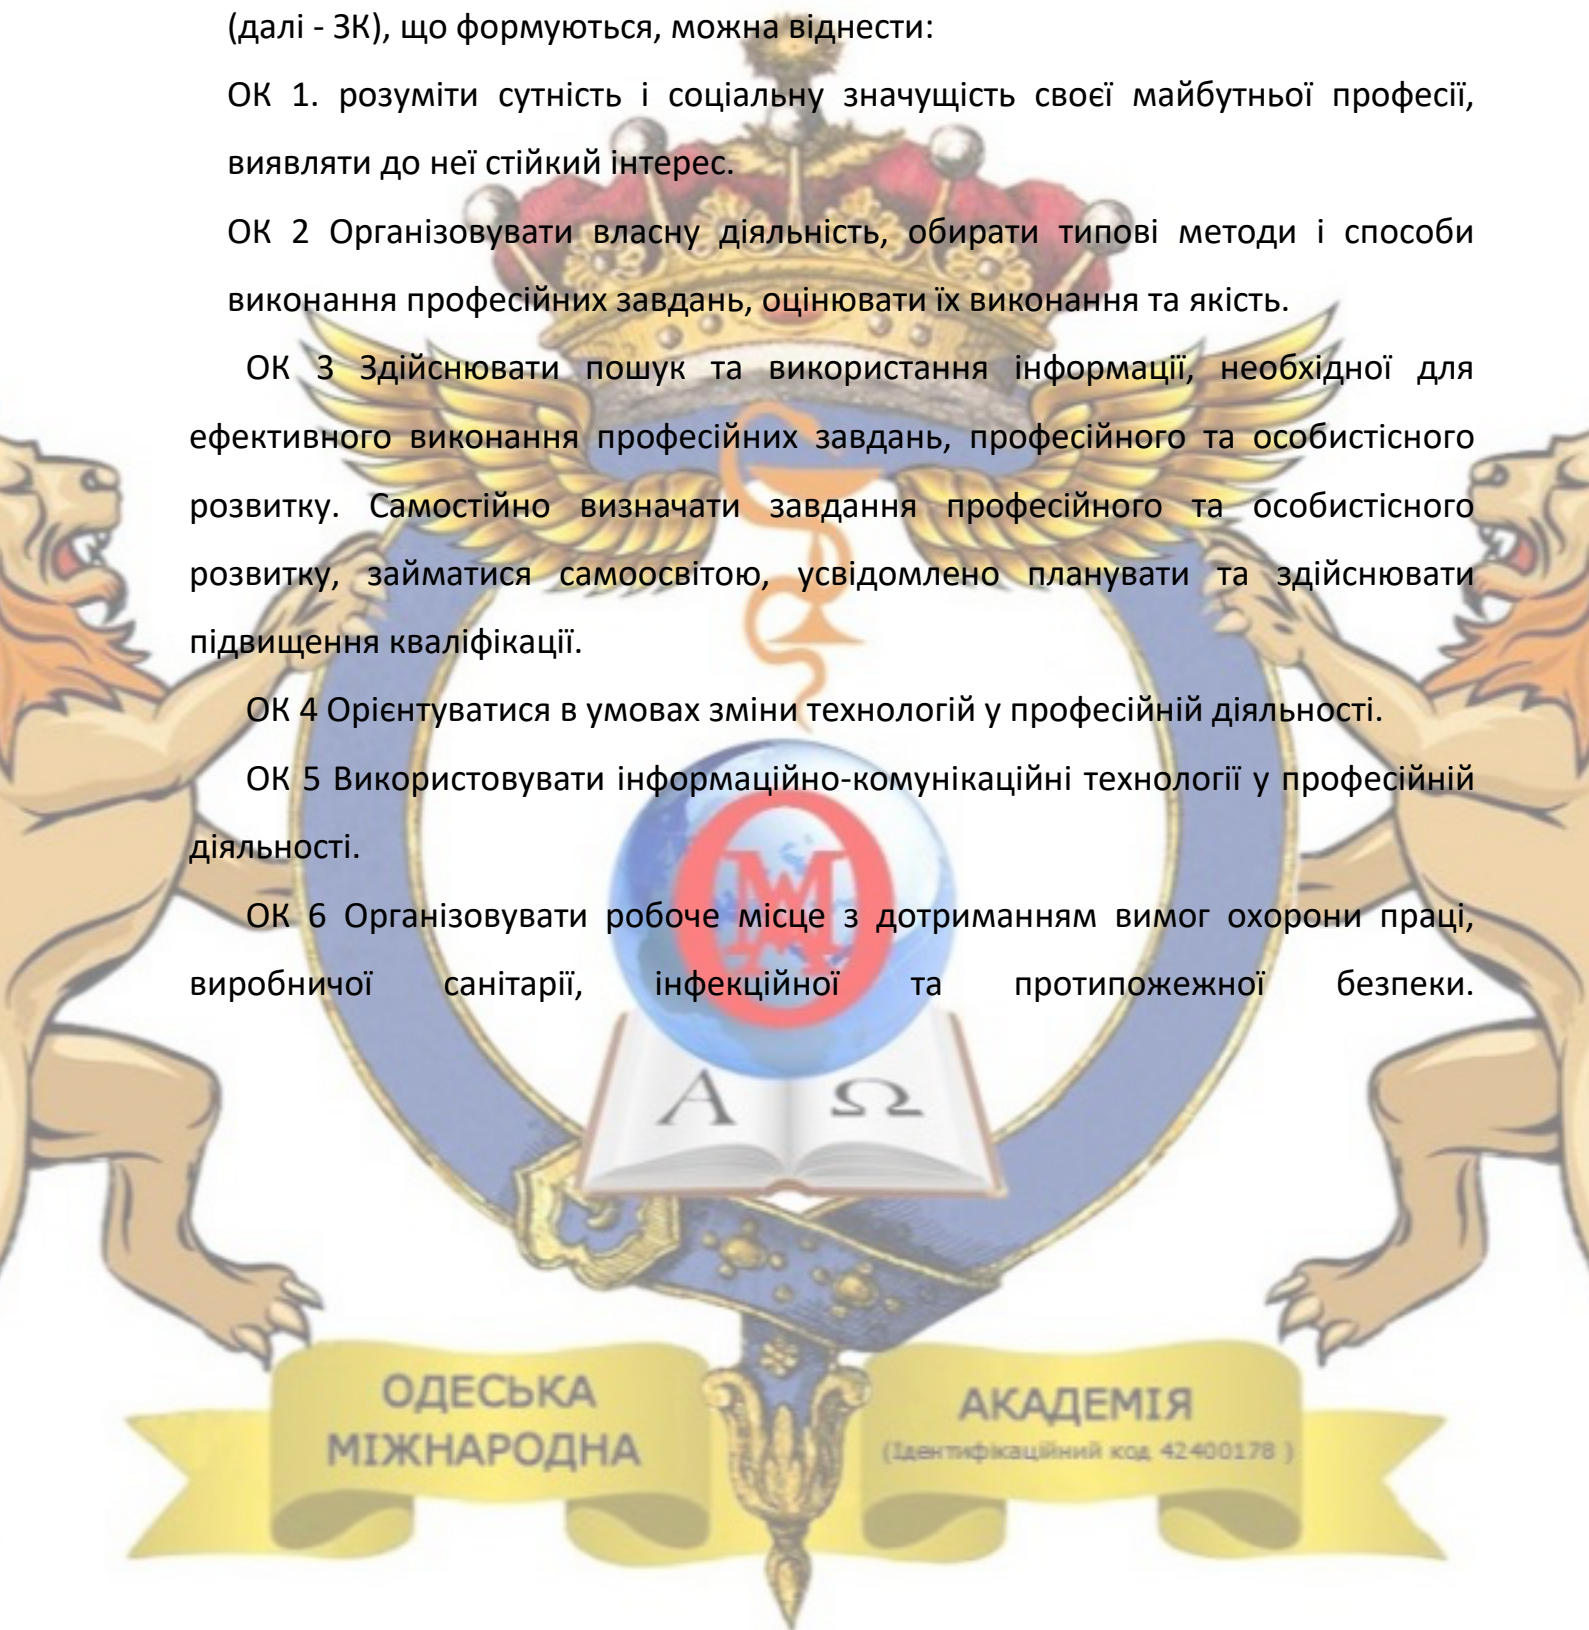 (далі - ЗК), що формуються, можна віднести:
ОК 1. розуміти сутність і соціальну значущість своєї майбутньої професії,
виявляти до неї стійкий інтерес.
ОК 2 Організовувати власну діяльність, обирати типові методи і способи
виконання професійних завдань, оцінювати їх виконання та якість.
ОК 3 Здійснювати пошук та використання інформації, необхідної для
ефективного виконання професійних завдань, професійного та особистісного
розвитку. Самостійно визначати завдання професійного та особистісного
розвитку, займатися самоосвітою, усвідомлено планувати та здійснювати
підвищення кваліфікації.
ОК 4 Орієнтуватися в умовах зміни технологій у професійній діяльності.
ОК 5 Використовувати інформаційно-комунікаційні технології у професійній
діяльності.
ОК 6 Організовувати робоче місце з дотриманням вимог охорони праці,
виробничої санітарії, інфекційної та протипожежної безпеки.
ОМА
Α Ω
ОДЕСЬКА
МІЖНАРОДНА
АКАДЕМІЯ
(Ідентифікаційний код 42400178 )